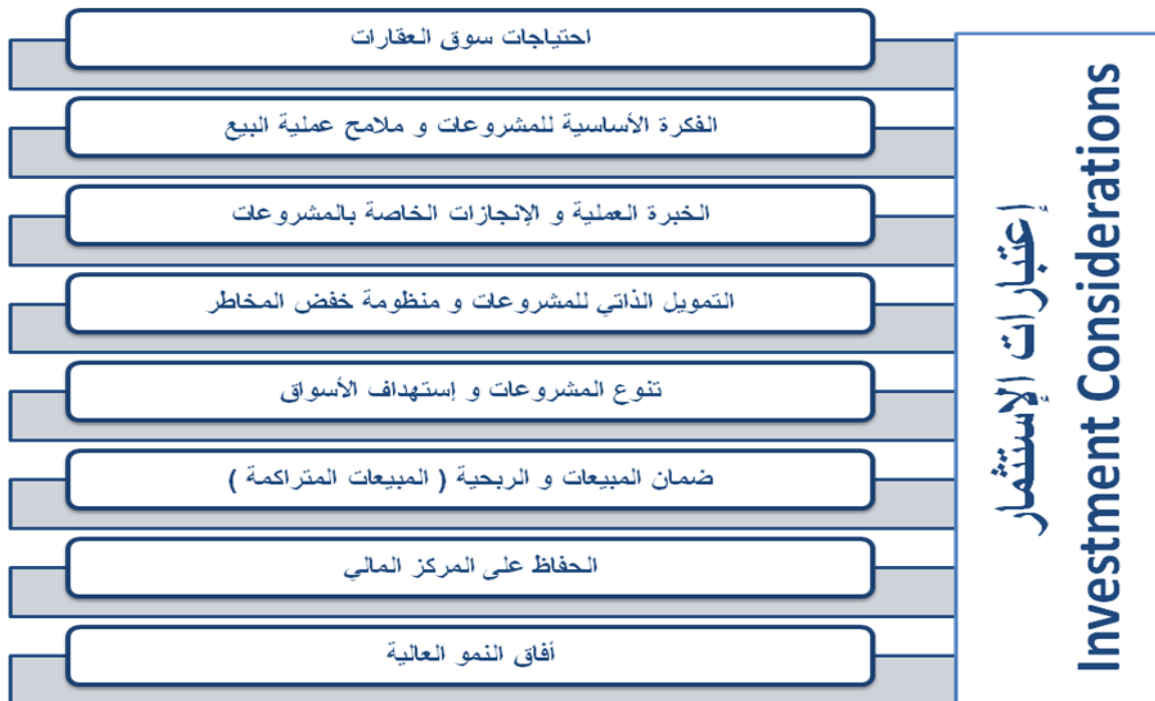 إعتبارات الإستثمار
Investment Considerations
احتياجات سوق العقارات
الفكرة الأساسية للمشروعات و ملامح عملية البيع
الخبرة العملية و الإنجازات الخاصة بالمشروعات
التمويل الذاتي للمشروعات و منظومة خفض المخاطر
تنوع المشروعات و إستهداف الأسواق
ضمان المبيعات و الربحية ( المبيعات المتراكمة )
الحفاظ على المركز المالي
أفاق النمو العالية